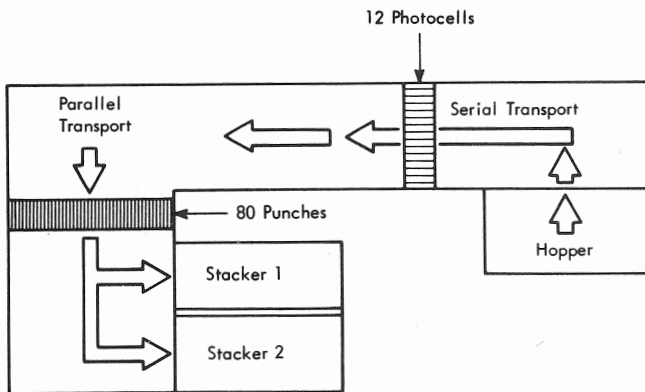 12 Photocells
Parallel
Transport
Serial Transport
80 Punches
Hopper
Stacker 1
Stacker 2